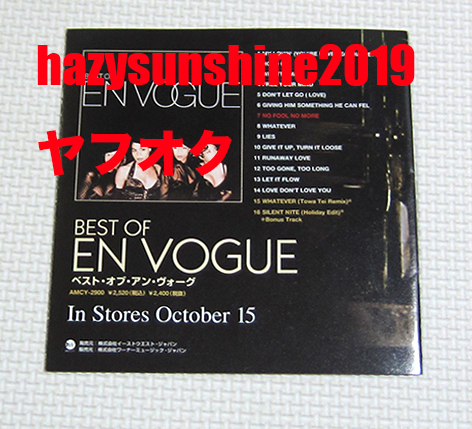 hazysunshine2019
ヤフオク
BEST OF
EN VOGUE
5 DON'T LET GO (LOVE)
6 GIVING HIM SOMETHING HE CAN FEL
7 NO FOOL NO MORE
8 WHATEVER
9 LIES
10 GIVE IT UP, TURN IT LOOSE
11 RUNAWAY LOVE
12 TOO GONE, TOO LONG
13 LET IT FLOW
14 LOVE DON'T LOVE YOU
15 WHATEVER (Towa Tei Remix)※
16 SILENT NITE (Holiday Edit)※
※Bonus Track
BEST OF
EN VOGUE
ベスト・オブ・アン・ヴォーグ
AMCY-2900 ¥2,520(税込) ¥2,400(税抜)
In Stores October 15
発売元:株式会社イーストウエスト・ジャパン
販売元:株式会社ワーナーミュージック・ジャパン